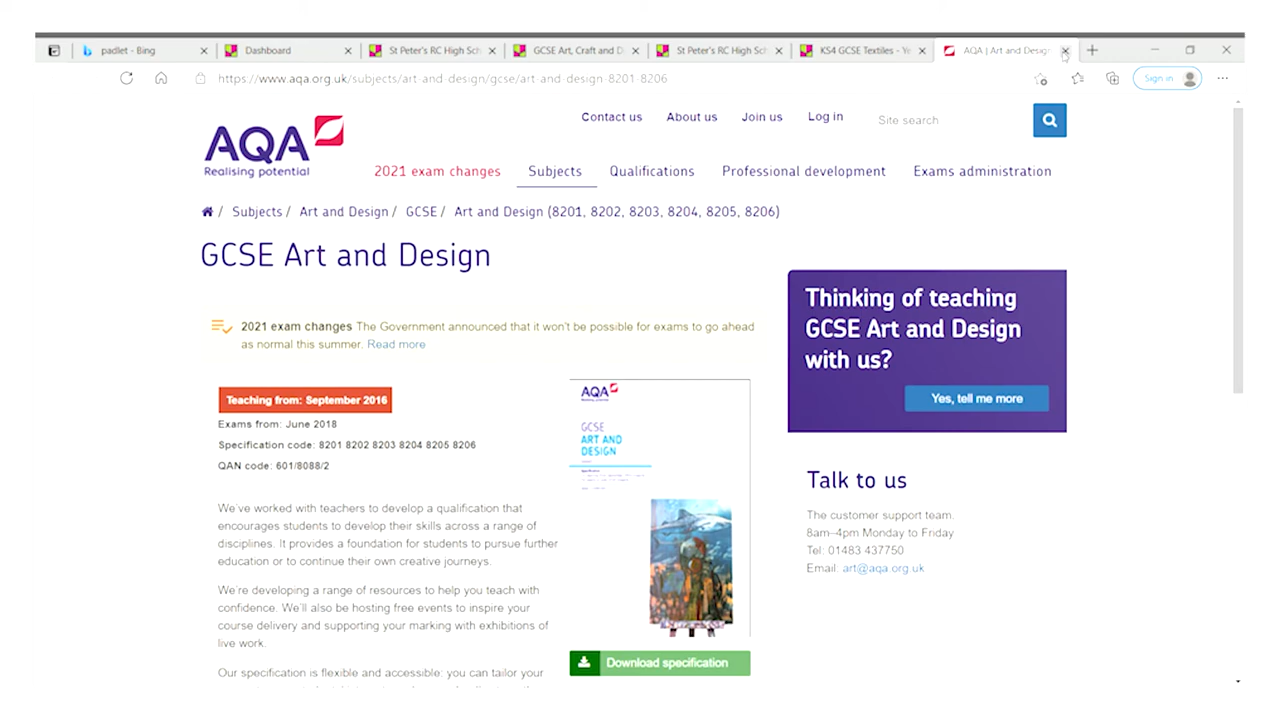 padlet - Bing
Dashboard
St Peter's RC High Sch
GCSE Art, Craft and D
St Peter's RC High Sch
KS4 GCSE Textiles - Ye
AQA | Art and Design
https://www.aqa.org.uk/subjects/art-and-design/gcse/art-and-design-8201-8206
Sign in
AQA
Realising potential
Contact us
About us
Join us
Log in
Site search
2021 exam changes
Subjects
Qualifications
Professional development
Exams administration
/ Subjects / Art and Design / GCSE / Art and Design (8201, 8202, 8203, 8204, 8205, 8206)
GCSE Art and Design
2021 exam changes The Government announced that it won't be possible for exams to go ahead
as normal this summer. Read more
Teaching from: September 2016
Exams from: June 2018
Specification code: 8201 8202 8203 8204 8205 8206
QAN code: 601/8088/2
We've worked with teachers to develop a qualification that
encourages students to develop their skills across a range of
disciplines. It provides a foundation for students to pursue further
education or to continue their own creative journeys.
We're developing a range of resources to help you teach with
confidence. We'll also be hosting free events to inspire your
course delivery and supporting your marking with exhibitions of
live work.
Our specification is flexible and accessible: you can tailor your
AQA
GCSE
ART AND
DESIGN
Download specification
Thinking of teaching
GCSE Art and Design
with us?
Yes, tell me more
Talk to us
The customer support team.
8am–4pm Monday to Friday
Tel: 01483 437750
Email: art@aqa.org.uk